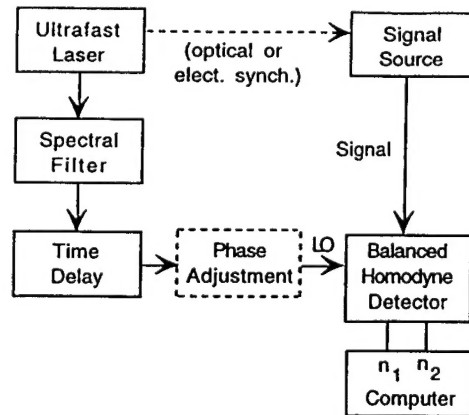 Ultrafast
Laser
(optical or
elect. synch.)
Signal
Source
Spectral
Filter
Signal
Time
Delay
Phase
Adjustment
LO
Balanced
Homodyne
Detector
n1 n2
Computer